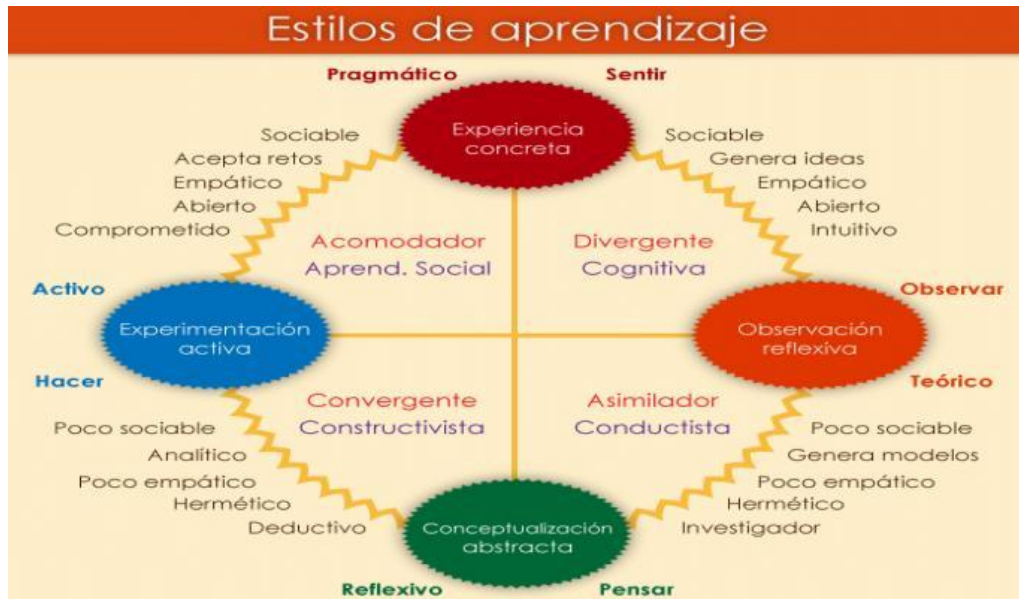 Estilos de aprendizaje
Pragmático
Sentir
Experiencia
concreta
Sociable
Acepta retos
Empático
Abierto
Comprometido
Sociable
Genera ideas
Empático
Abierto
Intuitivo
Acomodador
Aprend. Social
Divergente
Cognitiva
Activo
Experimentación
activa
Hacer
Observar
Observación
reflexiva
Teórico
Convergente
Constructivista
Asimilador
Conductista
Poco sociable
Analítico
Poco empático
Hermético
Deductivo
Poco sociable
Genera modelos
Poco empático
Hermético
Investigador
Conceptualización
abstracta
Reflexivo
Pensar